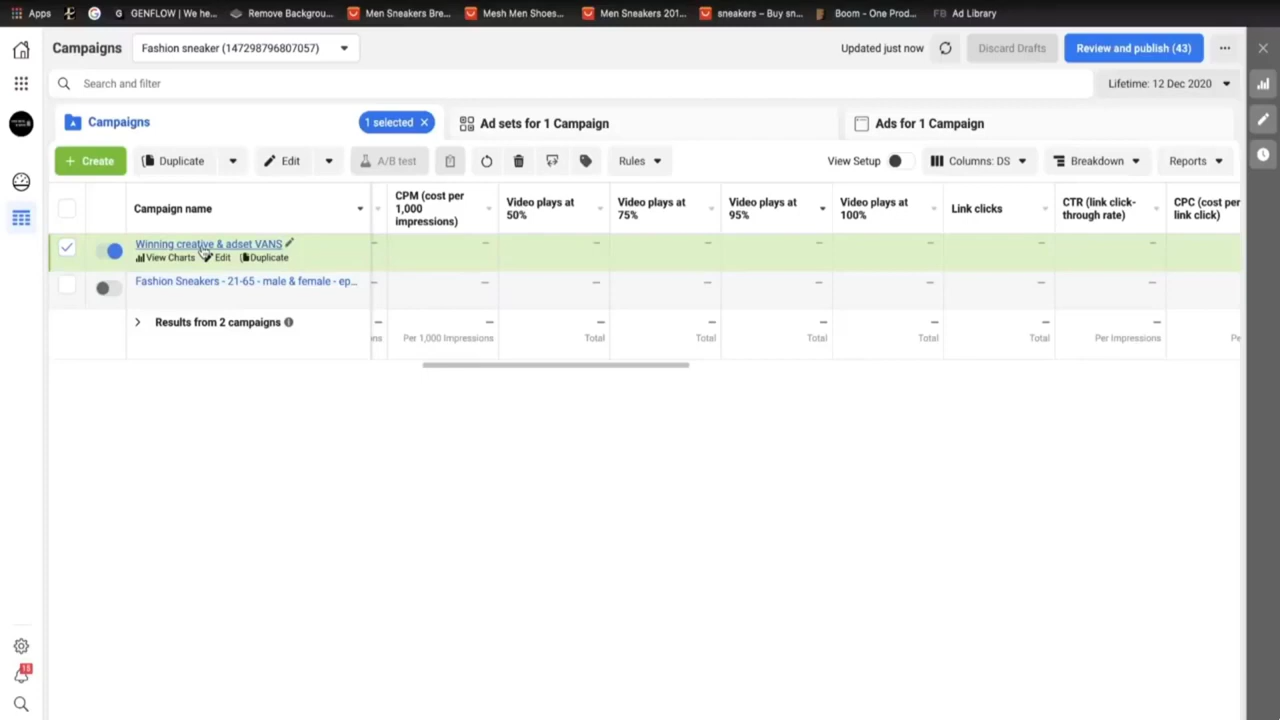 Apps GENFLOW | We he... Remove Backgrou... Men Sneakers Bre... Mesh Men Shoes... Men Sneakers 201... sneakers – Buy sn... Boom - One Prod... FB Ad Library
Campaigns Fashion sneaker (147298796807057) Updated just now Discard Drafts Review and publish (43)
Search and filter Lifetime: 12 Dec 2020
Campaigns 1 selected Ad sets for 1 Campaign Ads for 1 Campaign
+ Create Duplicate Edit A/B test Rules View Setup Columns: DS Breakdown Reports
Campaign name
CPM (cost per
1,000
impressions)
Video plays at
50%
Video plays at
75%
Video plays at
95%
Video plays at
100%
Link clicks
CTR (link click-
through rate)
CPC (cost per
link click)
Winning creative & adset VANS
View Charts Edit Duplicate
Fashion Sneakers - 21-65 - male & female - ep...
Results from 2 campaigns
ns Per 1,000 Impressions Total Total Total Total Total Per Impressions Pe